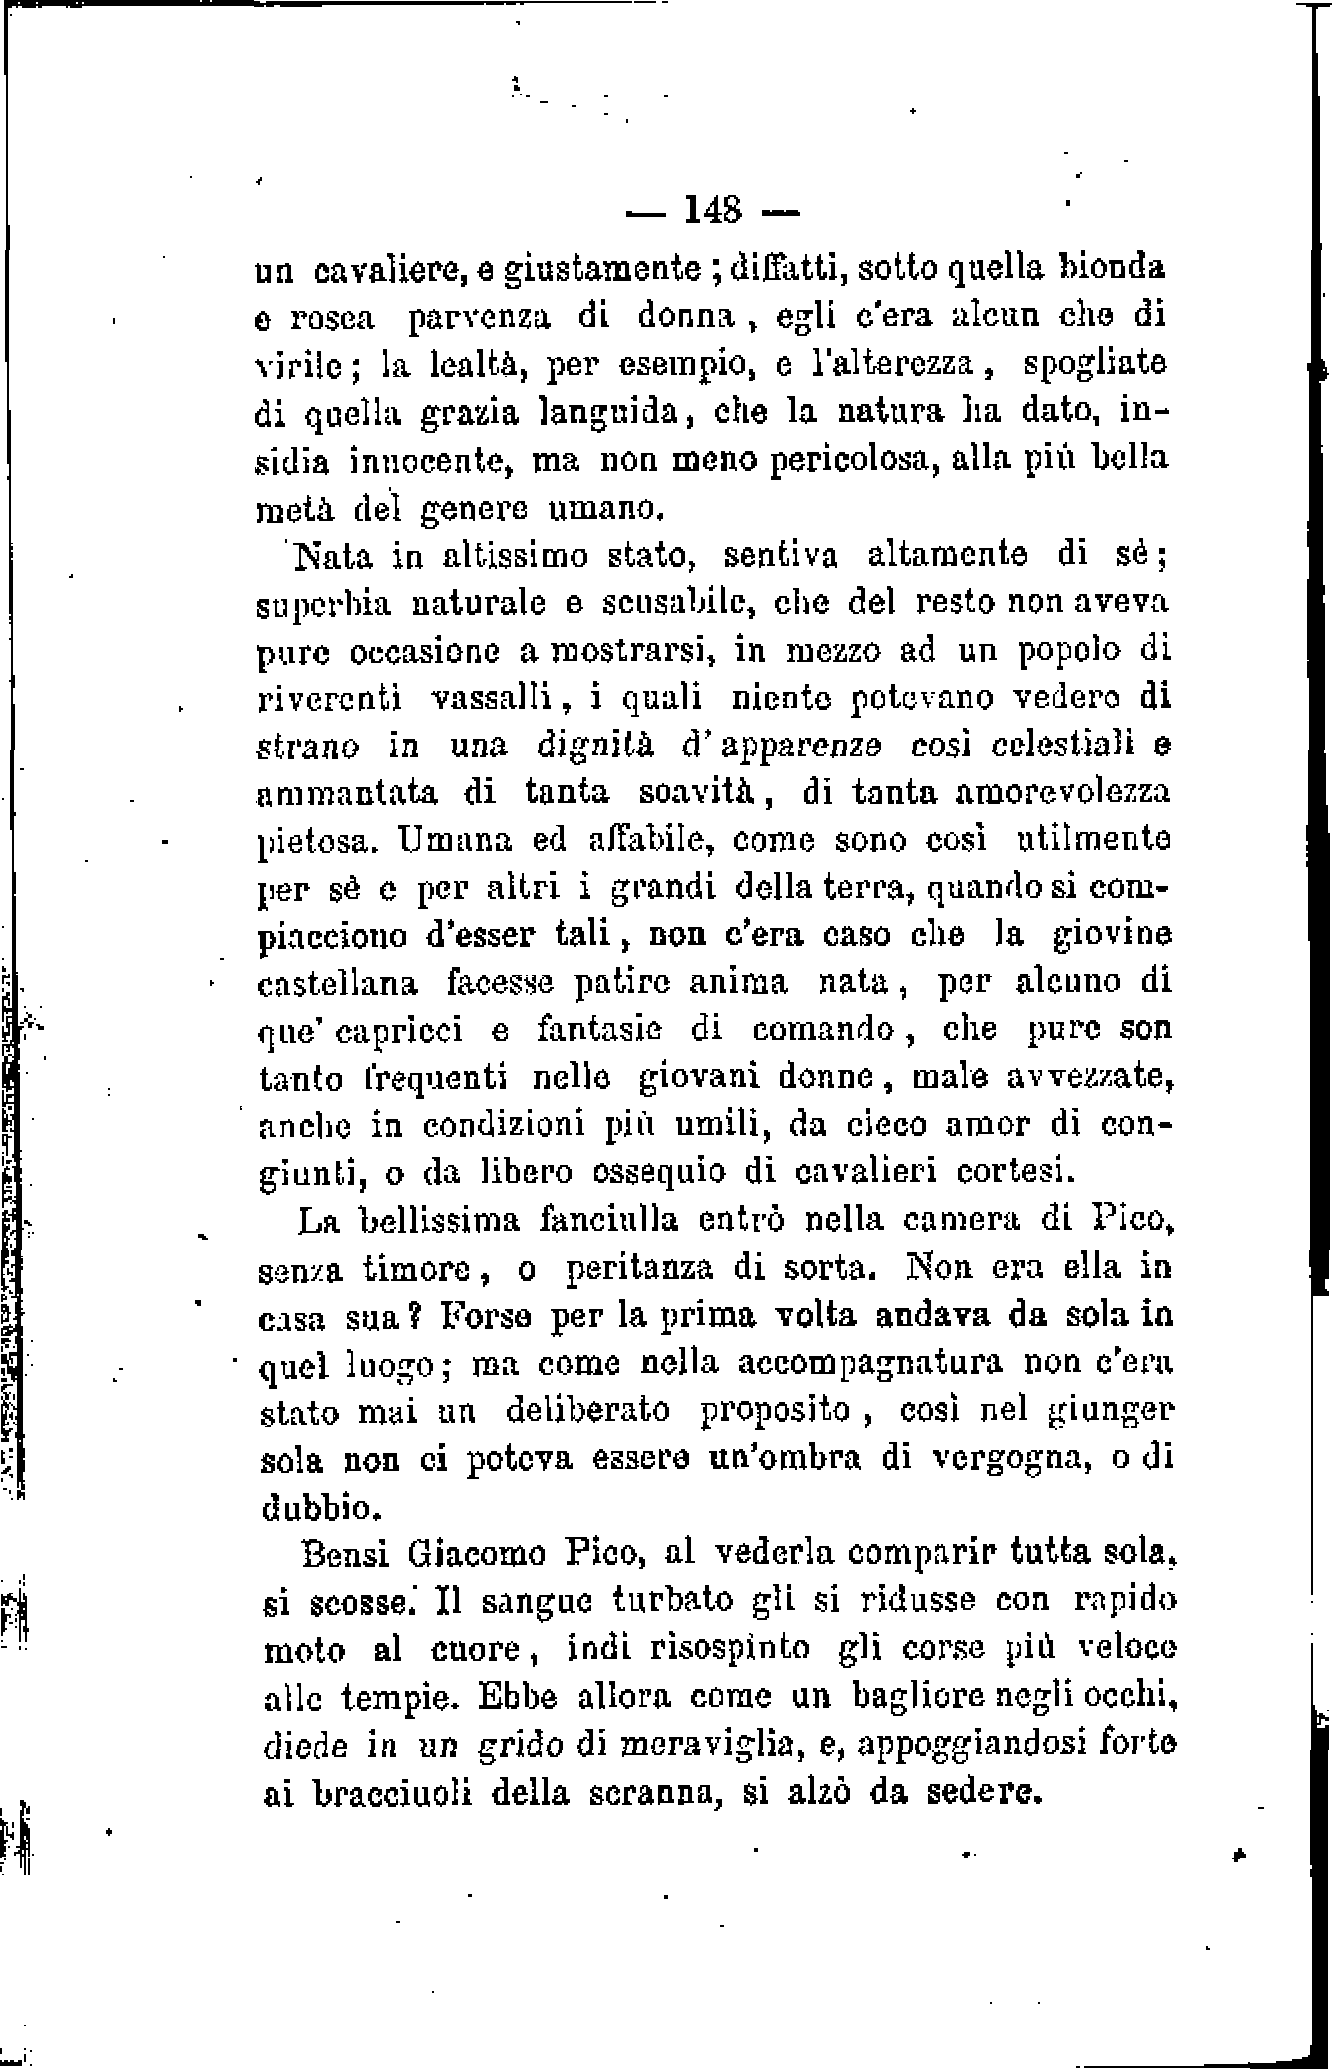 — 148 —
un cavaliere, e giustamente ; diffatti, sotto quella bionda
e rosea parvenza di donna , egli c'era alcun che di
virile ; la lealtà, per esempio, e l'alterezza , spogliate
di quella grazia languida, che la natura ha dato, in-
sidia innocente, ma non meno pericolosa, alla più bella
metà del genere umano.
Nata in altissimo stato, sentiva altamente di sè ;
superbia naturale e scusabile, che del resto non aveva
pure occasione a mostrarsi, in mezzo ad un popolo di
riverenti vassalli , i quali niente potevano vedere di
strano in una dignità d' apparenze così celestiali e
ammantata di tanta soavità , di tanta amorevolezza
pietosa. Umana ed affabile, come sono così utilmente
per sè e per altri i grandi della terra, quando si com-
piacciono d'esser tali , non c'era caso che la giovine
castellana facesse patire anima nata , per alcuno di
que' capricci e fantasie di comando , che pure son
tanto frequenti nelle giovani donne , male avvezzate,
anche in condizioni più umili, da cieco amor di con-
giunti, o da libero ossequio di cavalieri cortesi.
La bellissima fanciulla entrò nella camera di Pico,
senza timore , o peritanza di sorta. Non era ella in
casa sua ? Forse per la prima volta andava da sola in
quel luogo ; ma come nella accompagnatura non c'era
stato mai un deliberato proposito , così nel giunger
sola non ci poteva essere un'ombra di vergogna, o di
dubbio.
Bensi Giacomo Pico, al vederla comparir tutta sola,
si scosse. Il sangue turbato gli si ridusse con rapido
moto al cuore , indi risospinto gli corse più veloce
alle tempie. Ebbe allora come un bagliore negli occhi,
diede in un grido di meraviglia, e, appoggiandosi forte
ai bracciuoli della scranna, si alzò da sedere.